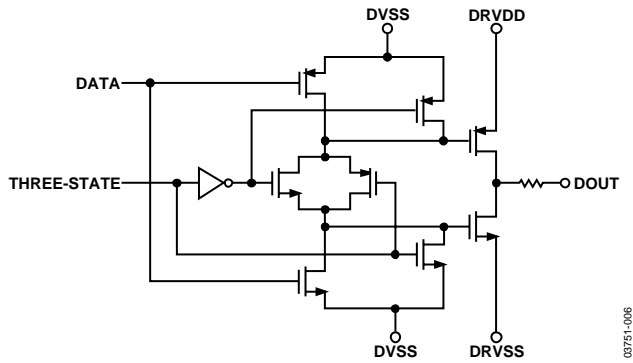 DVSS
DRVDD
DATA
THREE-STATE
DOUT
DVSS
DRVSS
03751-006